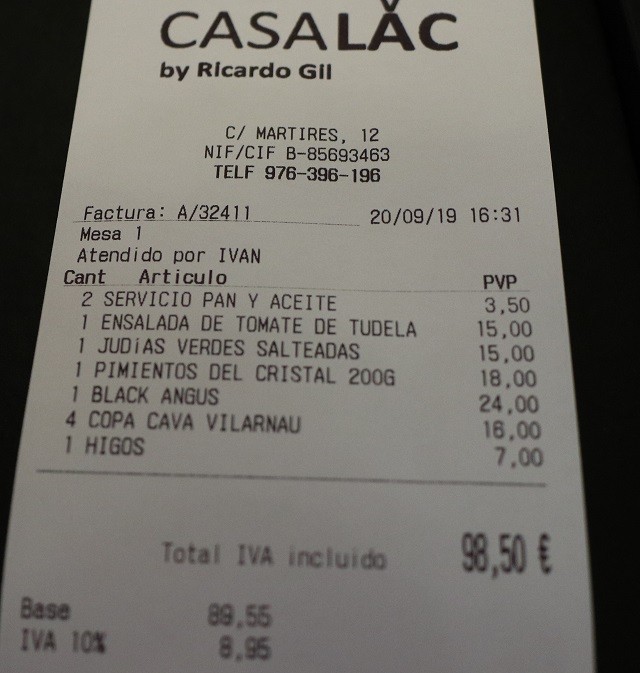 CASALĂC
by Ricardo Gil
C/ MARTIRES, 12
NIF/CIF B-85693463
TELF 976-396-196
Factura: A/32411 20/09/19 16:31
Mesa 1
Atendido por IVAN
Cant Articulo PVP
2 SERVICIO PAN Y ACEITE 3,50
1 ENSALADA DE TOMATE DE TUDELA 15,00
1 JUDiAS VERDES SALTEADAS 15,00
1 PIMIENTOS DEL CRISTAL 200G 18,00
1 BLACK ANGUS 24,00
4 COPA CAVA VILARNAU 16,00
1 HIGOS 7,00
Total IVA incluido 98,50 €
Base 89,55
IVA 10% 8,95